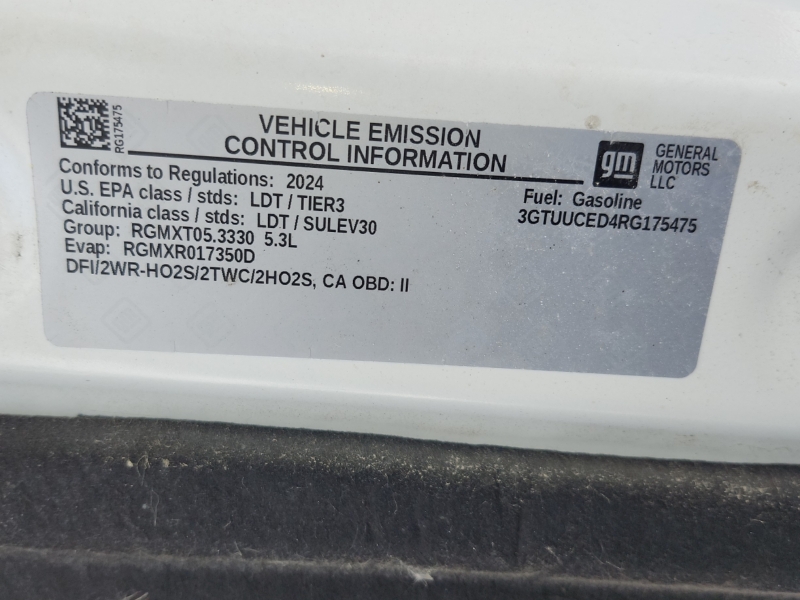 RG175475
VEHICLE EMISSION
CONTROL INFORMATION
gm
GENERAL
MOTORS
LLC
Conforms to Regulations: 2024
U.S. EPA class / stds: LDT / TIER3
California class / stds: LDT / SULEV30
Group: RGMXT05.3330 5.3L
Evap: RGMXR017350D
DFI/2WR-HO2S/2TWC/2HO2S, CA OBD: II
Fuel: Gasoline
3GTUUCED4RG175475